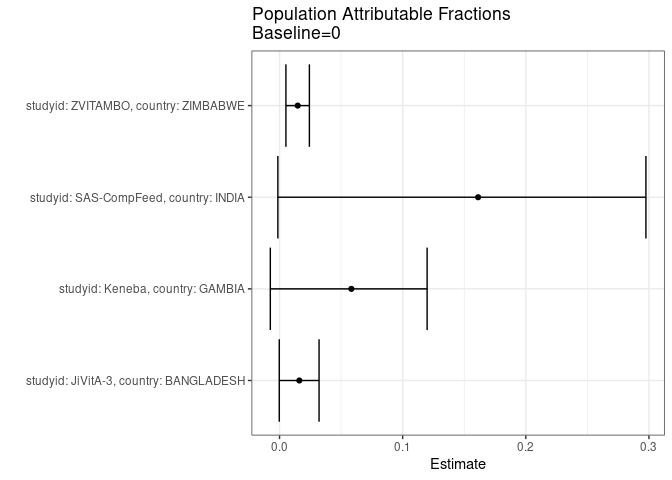 Population Attributable Fractions
Baseline=0
studyid: ZVITAMBO, country: ZIMBABWE
studyid: SAS-CompFeed, country: INDIA
studyid: Keneba, country: GAMBIA
studyid: JiVitA-3, country: BANGLADESH
0.0 0.1 0.2 0.3
Estimate